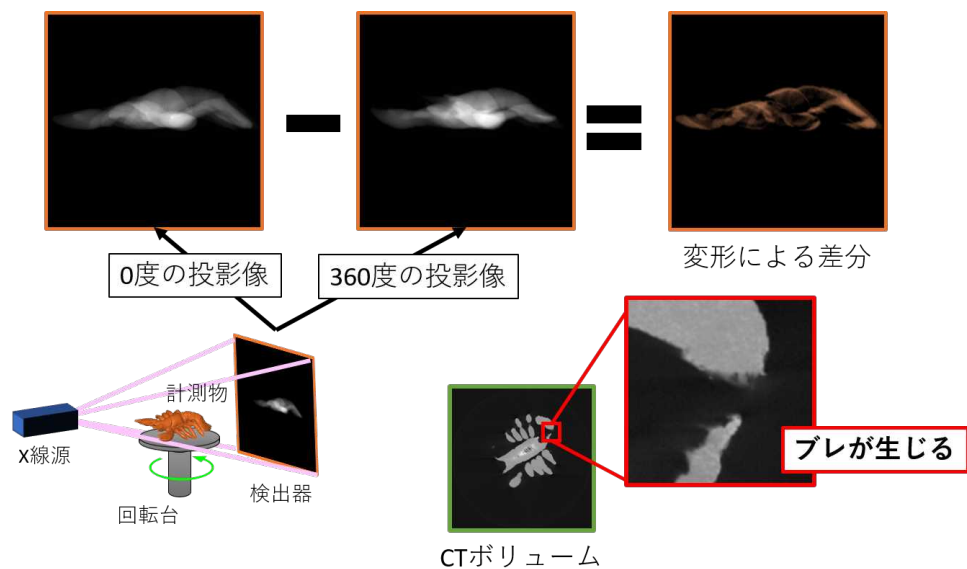 0度の投影像
360度の投影像
変形による差分
計測物
X線源
検出器
回転台
ブレが生じる
CTボリューム